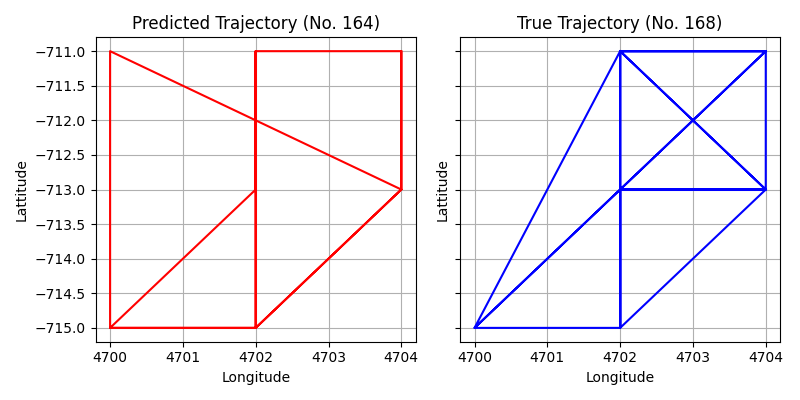 Predicted Trajectory (No. 164)
True Trajectory (No. 168)
−711.0
−711.5
−712.0
−712.5
−713.0
−713.5
−714.0
−714.5
−715.0
Lattitude
Lattitude
4700 4701 4702 4703 4704
4700 4701 4702 4703 4704
Longitude
Longitude